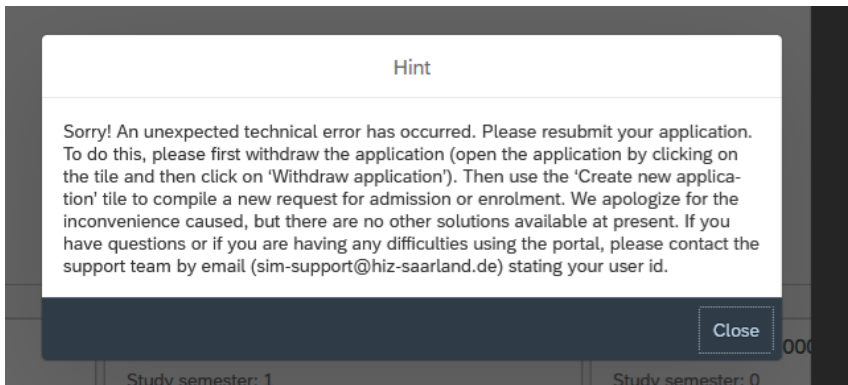 Hint
Sorry! An unexpected technical error has occurred. Please resubmit your application.
To do this, please first withdraw the application (open the application by clicking on
the tile and then click on ‘Withdraw application’). Then use the ‘Create new applica-
tion’ tile to compile a new request for admission or enrolment. We apologize for the
inconvenience caused, but there are no other solutions available at present. If you
have questions or if you are having any difficulties using the portal, please contact the
support team by email (sim-support@hiz-saarland.de) stating your user id.
Close
Study semester: 1
Study semester: 0